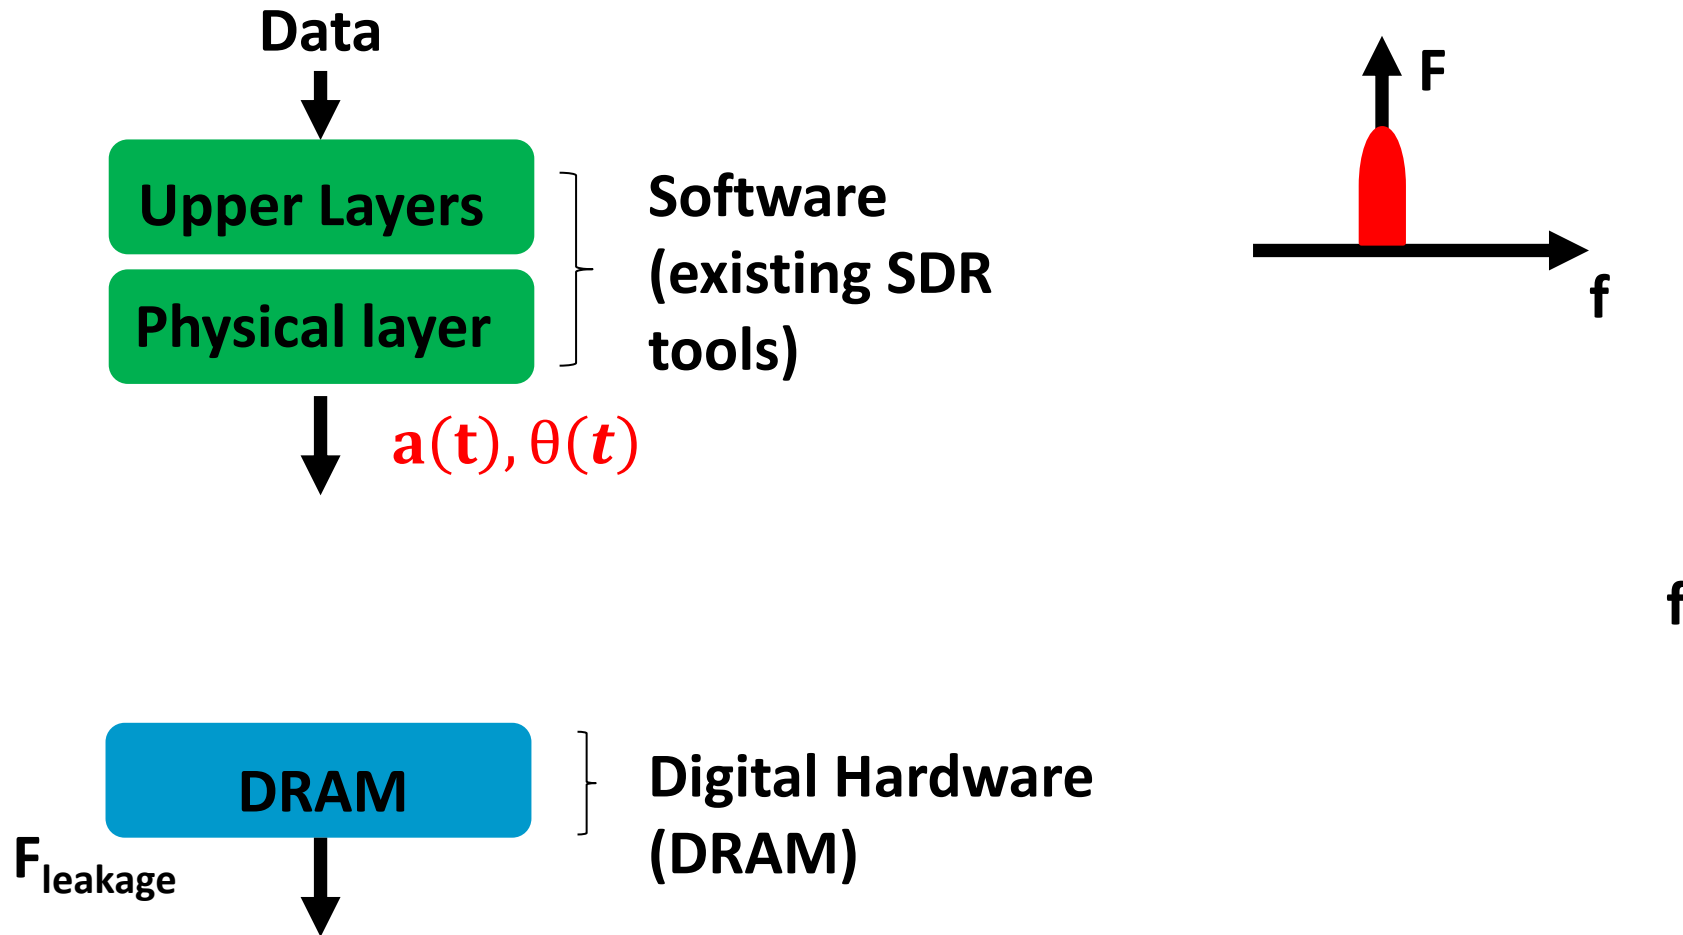 Data
F
Upper Layers
Software
(existing SDR
tools)
Physical layer
f
a(t), θ(t)
f
DRAM
Digital Hardware
(DRAM)
Fleakage